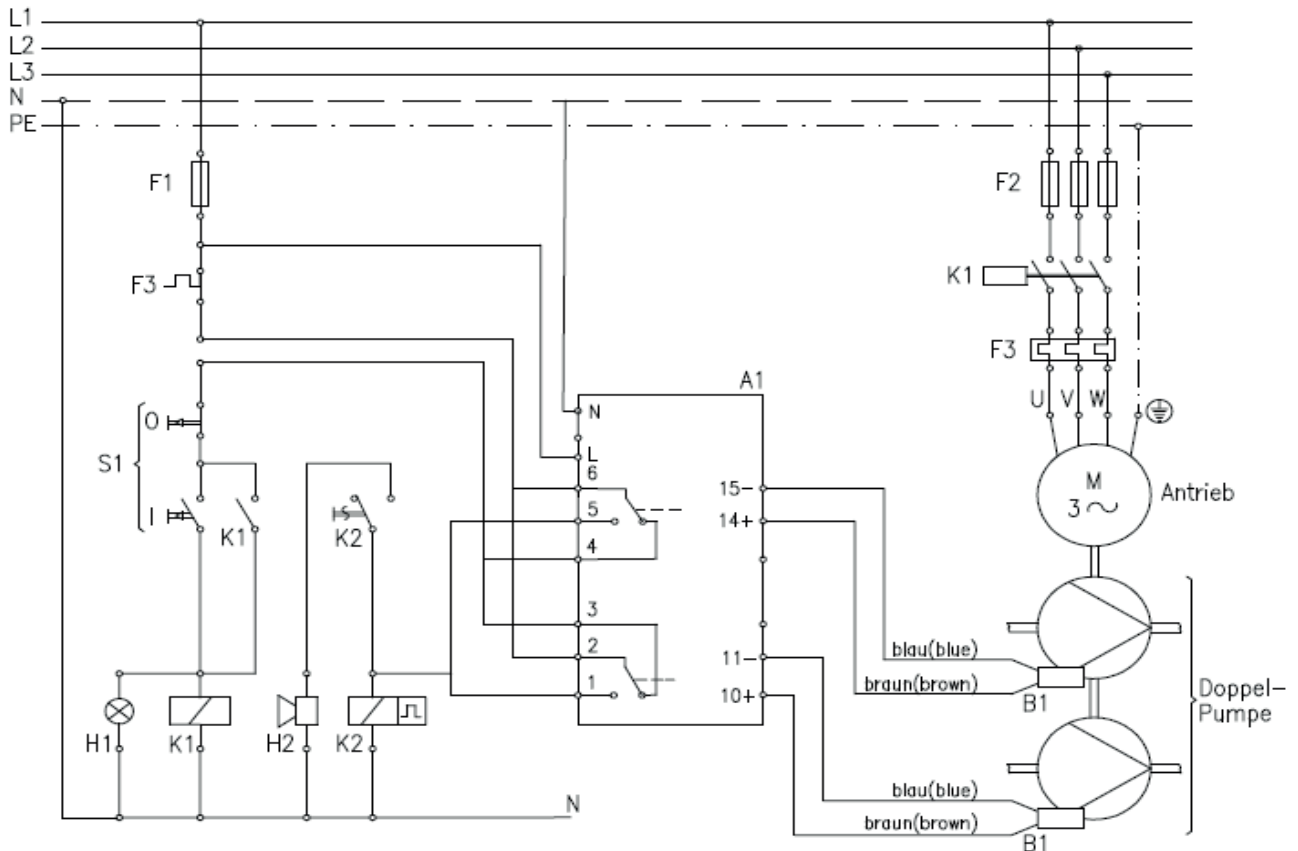 L1
L2
L3
N
PE
F1
F2
F3
K1
F3
A1
U V W
O
N
S1
L
M
3
Antrieb
6
15-
I
5
14+
K1
K2
4
3
2
11-
blau(blue)
1
10+
braun(brown)
B1
Doppel-
Pumpe
H1
K1
H2
K2
N
blau(blue)
braun(brown)
B1